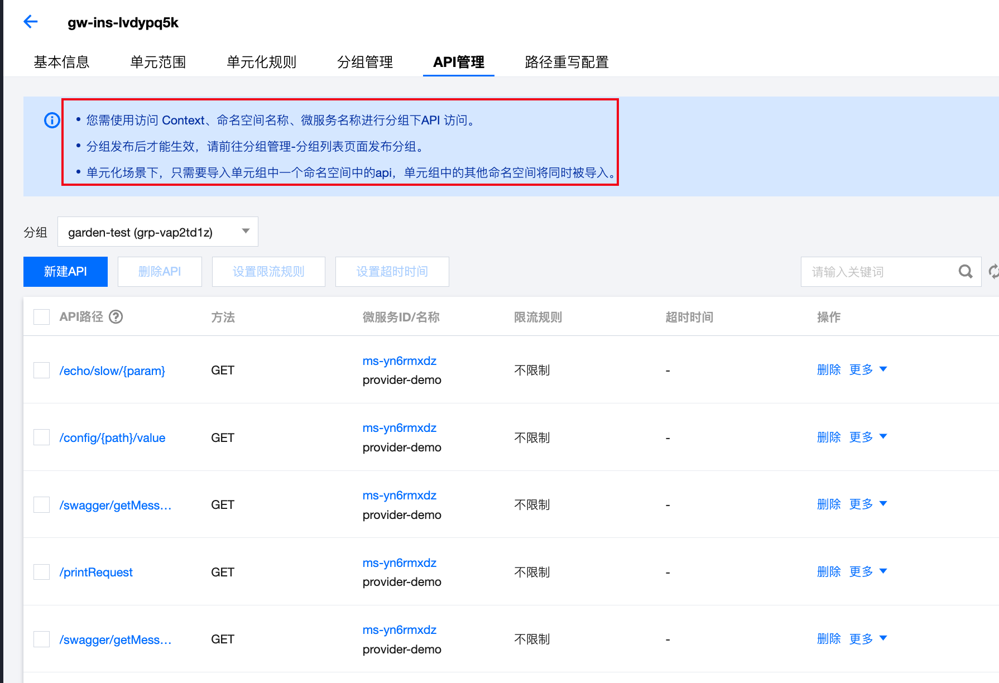 gw-ins-lvdypq5k
基本信息 单元范围 单元化规则 分组管理 API管理 路径重写配置
• 您需使用访问 Context、命名空间名称、微服务名称进行分组下API 访问。
• 分组发布后才能生效，请前往分组管理-分组列表页面发布分组。
• 单元化场景下，只需要导入单元组中一个命名空间中的api，单元组中的其他命名空间将同时被导入。
分组 garden-test (grp-vap2td1z)
新建API 删除API 设置限流规则 设置超时时间 请输入关键词
API路径 方法 微服务ID/名称 限流规则 超时时间 操作
/echo/slow/{param} GET ms-yn6rmxdz 不限制 - 删除 更多
provider-demo
/config/{path}/value GET ms-yn6rmxdz 不限制 - 删除 更多
provider-demo
/swagger/getMess... GET ms-yn6rmxdz 不限制 - 删除 更多
provider-demo
/printRequest GET ms-yn6rmxdz 不限制 - 删除 更多
provider-demo
/swagger/getMess... GET ms-yn6rmxdz 不限制 - 删除 更多
provider-demo